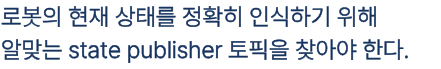 로봇의 현재 상태를 정확히 인식하기 위해
알맞는 state publisher 토픽을 찾아야 한다.